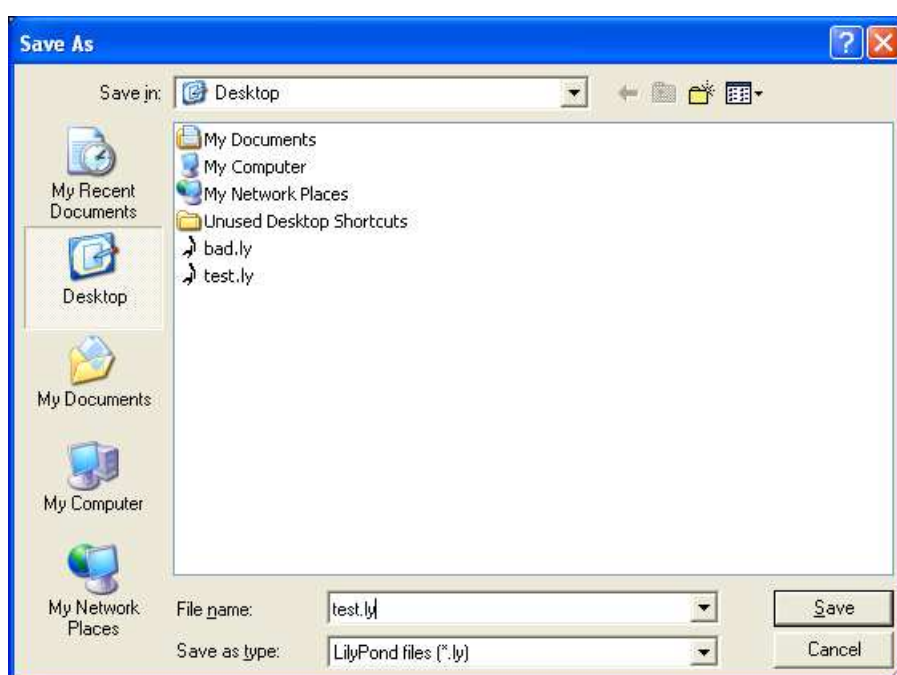 Save As
?
Save in:
Desktop
My Recent
Documents
Desktop
My Documents
My Computer
My Network
Places
My Documents
My Computer
My Network Places
Unused Desktop Shortcuts
bad.ly
test.ly
File name:
test.ly
Save
Save as type:
LilyPond files (*.ly)
Cancel